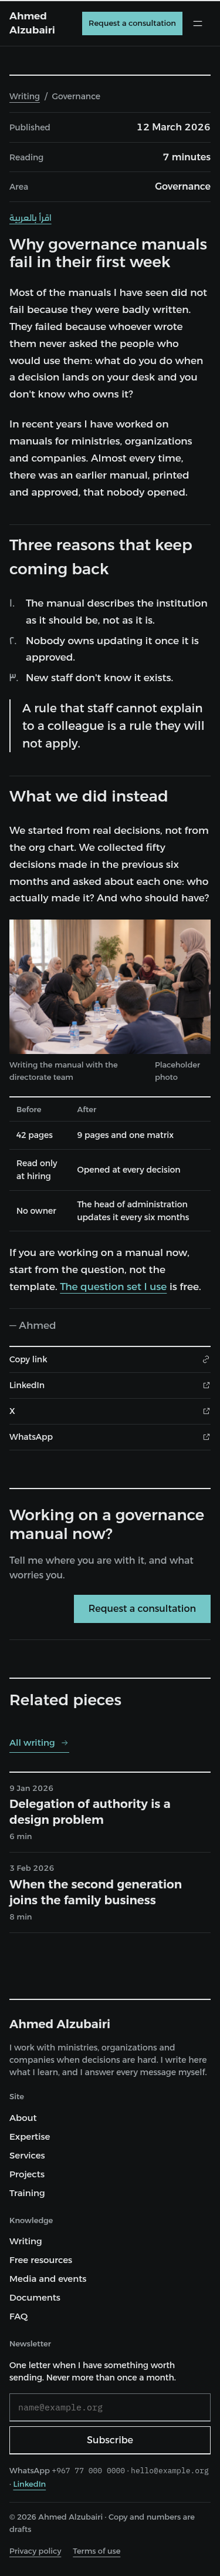 Ahmed
Alzubairi
Request a consultation
Writing / Governance
Published 12 March 2026
Reading 7 minutes
Area Governance
اقرأ بالعربية
Why governance manuals
fail in their first week
Most of the manuals I have seen did not
fail because they were badly written.
They failed because whoever wrote
them never asked the people who
would use them: what do you do when
a decision lands on your desk and you
don't know who owns it?
In recent years I have worked on
manuals for ministries, organizations
and companies. Almost every time,
there was an earlier manual, printed
and approved, that nobody opened.
Three reasons that keep
coming back
١. The manual describes the institution
as it should be, not as it is.
٢. Nobody owns updating it once it is
approved.
٣. New staff don't know it exists.
A rule that staff cannot explain
to a colleague is a rule they will
not apply.
What we did instead
We started from real decisions, not from
the org chart. We collected fifty
decisions made in the previous six
months and asked about each one: who
actually made it? And who should have?
Writing the manual with the
directorate team
Placeholder
photo
Before After
42 pages 9 pages and one matrix
Read only
at hiring
Opened at every decision
No owner
The head of administration
updates it every six months
If you are working on a manual now,
start from the question, not the
template. The question set I use is free.
— Ahmed
Copy link
LinkedIn
X
WhatsApp
Working on a governance
manual now?
Tell me where you are with it, and what
worries you.
Request a consultation
Related pieces
All writing →
9 Jan 2026
Delegation of authority is a
design problem
6 min
3 Feb 2026
When the second generation
joins the family business
8 min
Ahmed Alzubairi
I work with ministries, organizations and
companies when decisions are hard. I write here
what I learn, and I answer every message myself.
Site
About
Expertise
Services
Projects
Training
Knowledge
Writing
Free resources
Media and events
Documents
FAQ
Newsletter
One letter when I have something worth
sending. Never more than once a month.
name@example.org
Subscribe
WhatsApp +967 77 000 0000 · hello@example.org
· LinkedIn
© 2026 Ahmed Alzubairi · Copy and numbers are
drafts
Privacy policy Terms of use